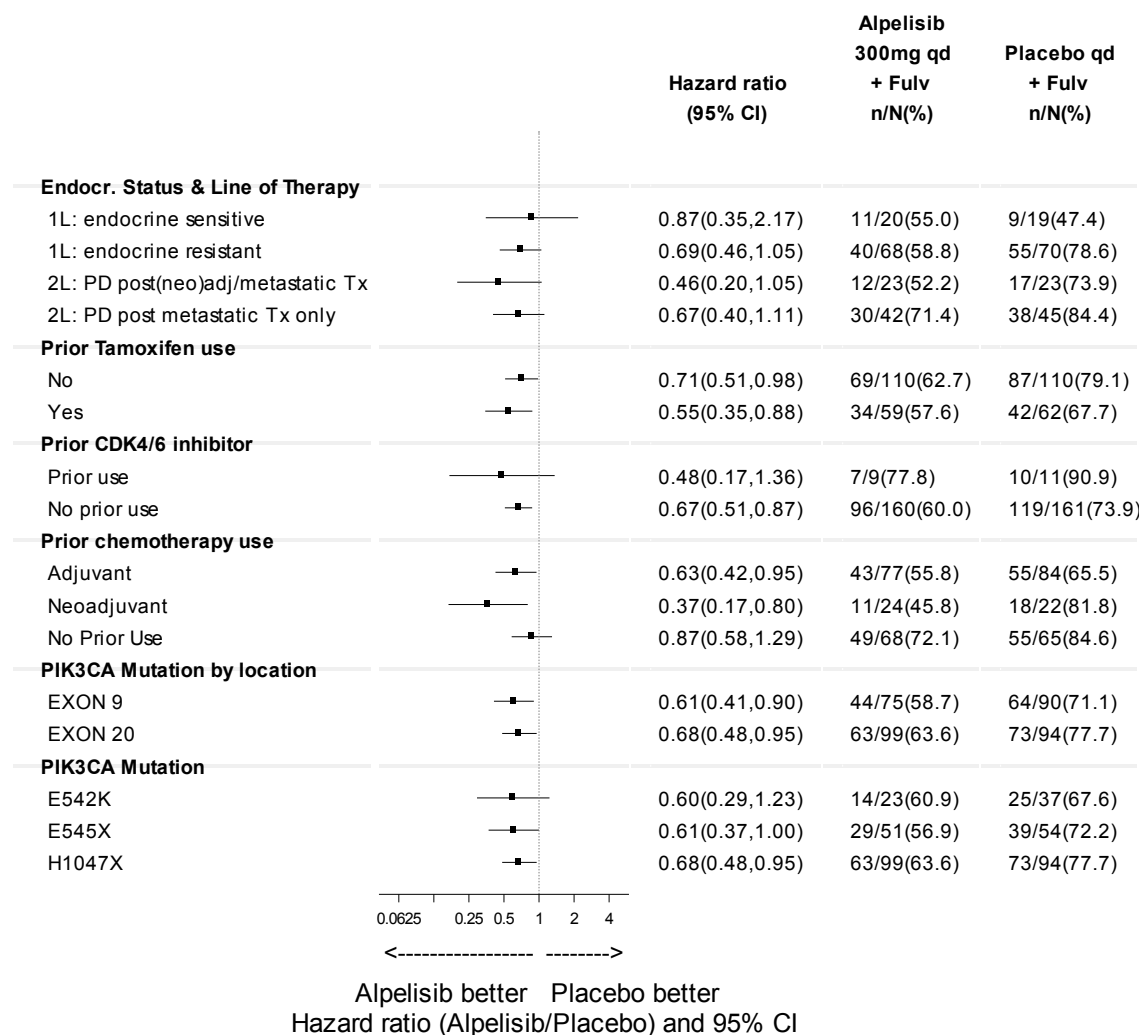 Alpelisib
300mg qd Placebo qd
Hazard ratio + Fulv + Fulv
(95% CI) n/N(%) n/N(%)
Endocr. Status & Line of Therapy
1L: endocrine sensitive 0.87(0.35,2.17) 11/20(55.0) 9/19(47.4)
1L: endocrine resistant 0.69(0.46,1.05) 40/68(58.8) 55/70(78.6)
2L: PD post(neo)adj/metastatic Tx 0.46(0.20,1.05) 12/23(52.2) 17/23(73.9)
2L: PD post metastatic Tx only 0.67(0.40,1.11) 30/42(71.4) 38/45(84.4)
Prior Tamoxifen use
No 0.71(0.51,0.98) 69/110(62.7) 87/110(79.1)
Yes 0.55(0.35,0.88) 34/59(57.6) 42/62(67.7)
Prior CDK4/6 inhibitor
Prior use 0.48(0.17,1.36) 7/9(77.8) 10/11(90.9)
No prior use 0.67(0.51,0.87) 96/160(60.0) 119/161(73.9)
Prior chemotherapy use
Adjuvant 0.63(0.42,0.95) 43/77(55.8) 55/84(65.5)
Neoadjuvant 0.37(0.17,0.80) 11/24(45.8) 18/22(81.8)
No Prior Use 0.87(0.58,1.29) 49/68(72.1) 55/65(84.6)
PIK3CA Mutation by location
EXON 9 0.61(0.41,0.90) 44/75(58.7) 64/90(71.1)
EXON 20 0.68(0.48,0.95) 63/99(63.6) 73/94(77.7)
PIK3CA Mutation
E542K 0.60(0.29,1.23) 14/23(60.9) 25/37(67.6)
E545X 0.61(0.37,1.00) 29/51(56.9) 39/54(72.2)
H1047X 0.68(0.48,0.95) 63/99(63.6) 73/94(77.7)
0.0625 0.25 0.5 1 2 4
<---------------------- -------->
Alpelisib better Placebo better
Hazard ratio (Alpelisib/Placebo) and 95% CI